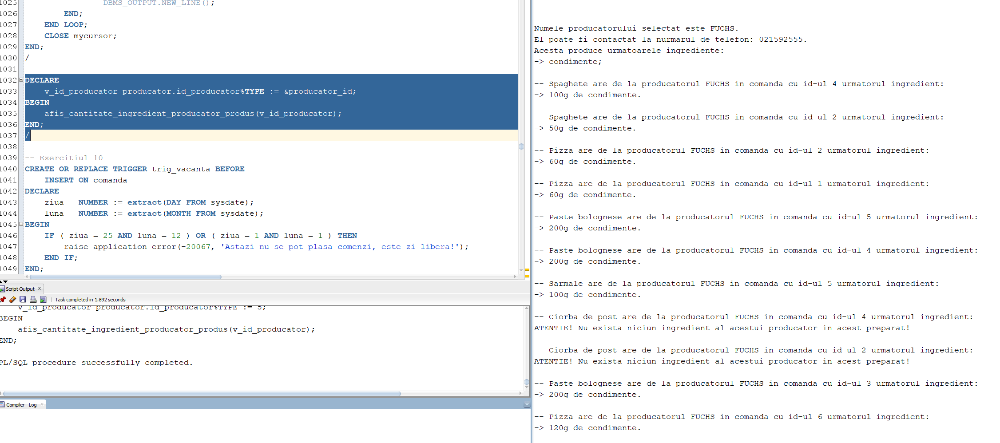 1025                 DBMS_OUTPUT.NEW_LINE();
1026         END;
1027     END LOOP;
1028     CLOSE mycursor;
1029 END;
1030 /
1031
1032 DECLARE
1033     v_id_producator producator.id_producator%TYPE := &producator_id;
1034 BEGIN
1035     afis_cantitate_ingredient_producator_produs(v_id_producator);
1036 END;
1037 /
1038
1039 -- Exercitiul 10
1040 CREATE OR REPLACE TRIGGER trig_vacanta BEFORE
1041     INSERT ON comanda
1042 DECLARE
1043     ziua   NUMBER := extract(DAY FROM sysdate);
1044     luna   NUMBER := extract(MONTH FROM sysdate);
1045 BEGIN
1046     IF ( ziua = 25 AND luna = 12 ) OR ( ziua = 1 AND luna = 1 ) THEN
1047         raise_application_error(-20067, 'Astazi nu se pot plasa comenzi, este zi libera!');
1048     END IF;
1049 END;
Script Output x
Task completed in 1.892 seconds
    v_id_producator producator.id_producator%TYPE := 5;
BEGIN
    afis_cantitate_ingredient_producator_produs(v_id_producator);
END;
PL/SQL procedure successfully completed.
Compiler - Log x
Numele producatorului selectat este FUCHS.
El poate fi contactat la nurmarul de telefon: 021592555.
Acesta produce urmatoarele ingrediente:
-> condimente;
-- Spaghete are de la producatorul FUCHS in comanda cu id-ul 4 urmatorul ingredient:
-> 100g de condimente.
-- Spaghete are de la producatorul FUCHS in comanda cu id-ul 2 urmatorul ingredient:
-> 50g de condimente.
-- Pizza are de la producatorul FUCHS in comanda cu id-ul 2 urmatorul ingredient:
-> 60g de condimente.
-- Pizza are de la producatorul FUCHS in comanda cu id-ul 1 urmatorul ingredient:
-> 60g de condimente.
-- Paste bolognese are de la producatorul FUCHS in comanda cu id-ul 5 urmatorul ingredient:
-> 200g de condimente.
-- Paste bolognese are de la producatorul FUCHS in comanda cu id-ul 4 urmatorul ingredient:
-> 200g de condimente.
-- Sarmale are de la producatorul FUCHS in comanda cu id-ul 5 urmatorul ingredient:
-> 100g de condimente.
-- Ciorba de post are de la producatorul FUCHS in comanda cu id-ul 4 urmatorul ingredient:
ATENTIE! Nu exista niciun ingredient al acestui producator in acest preparat!
-- Ciorba de post are de la producatorul FUCHS in comanda cu id-ul 2 urmatorul ingredient:
ATENTIE! Nu exista niciun ingredient al acestui producator in acest preparat!
-- Paste bolognese are de la producatorul FUCHS in comanda cu id-ul 3 urmatorul ingredient:
-> 200g de condimente.
-- Pizza are de la producatorul FUCHS in comanda cu id-ul 6 urmatorul ingredient:
-> 120g de condimente.